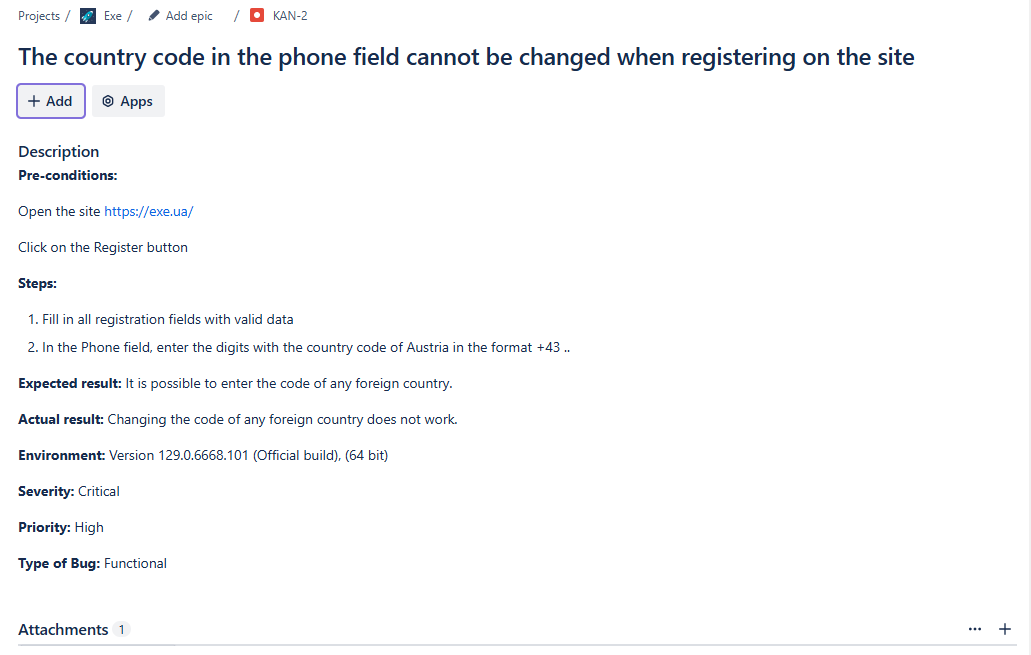 Projects / Exe / Add epic / KAN-2
The country code in the phone field cannot be changed when registering on the site
+ Add Apps
Description
Pre-conditions:
Open the site https://exe.ua/
Click on the Register button
Steps:
1. Fill in all registration fields with valid data
2. In the Phone field, enter the digits with the country code of Austria in the format +43 ..
Expected result: It is possible to enter the code of any foreign country.
Actual result: Changing the code of any foreign country does not work.
Environment: Version 129.0.6668.101 (Official build), (64 bit)
Severity: Critical
Priority: High
Type of Bug: Functional
Attachments 1